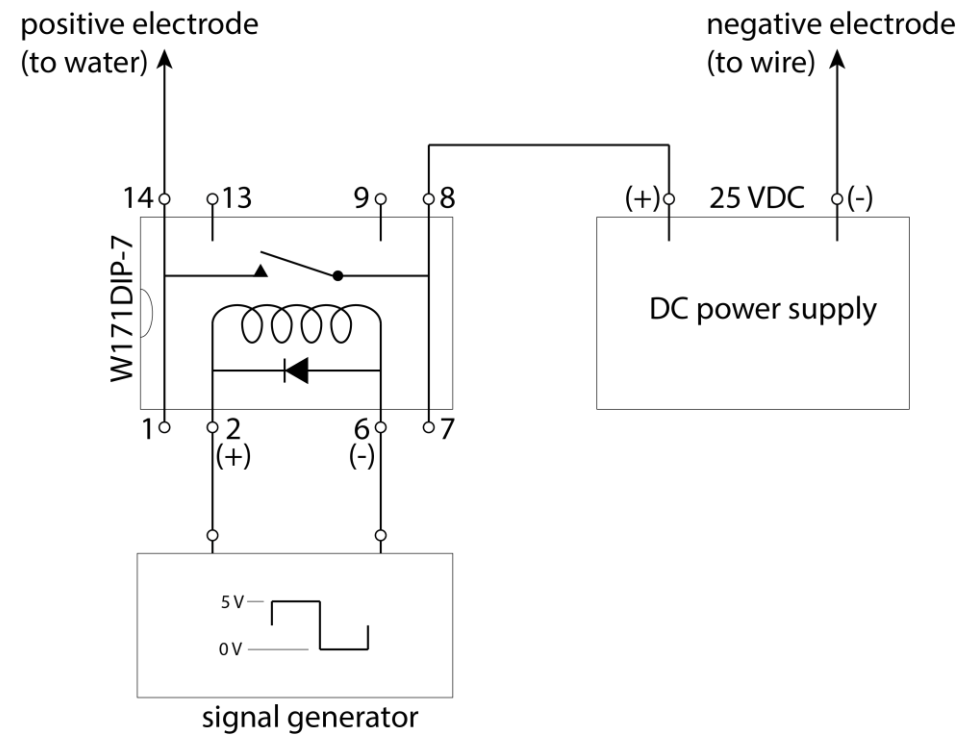 positive electrode
(to water)
negative electrode
(to wire)
14
13
9
8
(+)
25 VDC
(-)
W171DIP-7
DC power supply
1
2
6
7
(+)
(-)
5 V
0 V
signal generator